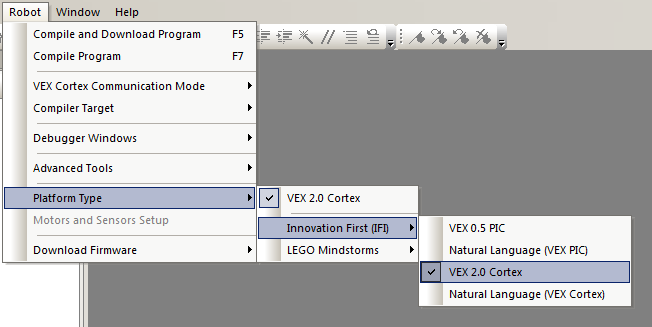 Robot Window Help
Compile and Download Program F5
Compile Program F7
VEX Cortex Communication Mode
Compiler Target
Debugger Windows
Advanced Tools
Platform Type
Motors and Sensors Setup
Download Firmware
VEX 2.0 Cortex
Innovation First (IFI)
LEGO Mindstorms
VEX 0.5 PIC
Natural Language (VEX PIC)
VEX 2.0 Cortex
Natural Language (VEX Cortex)